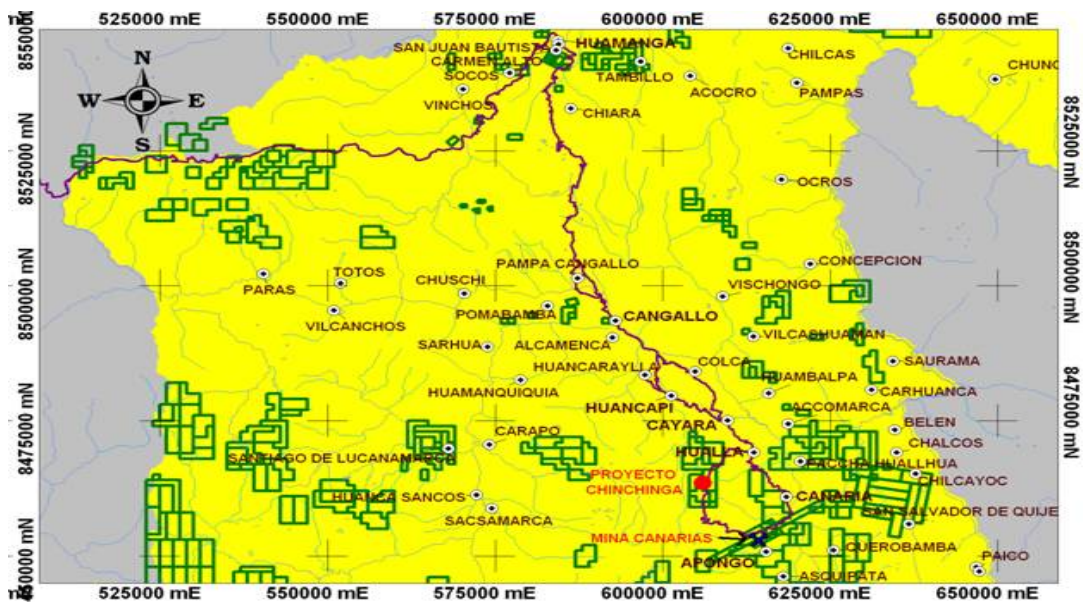 525000 mE 550000 mE 575000 mE 600000 mE 625000 mE 650000 mE
8550000
SAN JUAN BAUTISTA
HUAMANGA
CARMEN ALTO
SOCOS
TAMBILLO
CHILCAS
CHUNG
N
W E
S
VINCHOS
ACOCRO
PAMPAS
CHIARA
8525000 mN
8525000 mN
OCROS
PAMPA CANGALLO
CONCEPCION
8500000 mN
8500000 mN
PARAS
TOTOS
CHUSCHI
VISCHONGO
VILCANCHOS
POMABAMBA
CANGALLO
SARHUA
ALCAMENCA
VILCASHUAMAN
HUANCARAYLLA
COLCA
SAURAMA
HUAMANQUIQUIA
HUAMBALPA
CARHUANCA
HUANCAPI
ACCOMARCA
8475000 mN
8475000 mN
CARAPO
CAYARA
BELEN
SANTIAGO DE LUCANAMARCA
HUALLA
CHALCOS
PACCHA HUALLHUA
CHILCAYOC
PROYECTO
CHINCHINGA
HUANCA SANCOS
CANARIA
SACSAMARCA
SAN SALVADOR DE QUIJE
MINA CANARIAS
APONGO
QUEROBAMBA
PAICO
ASQUIPATA
525000 mE 550000 mE 575000 mE 600000 mE 625000 mE 650000 mE